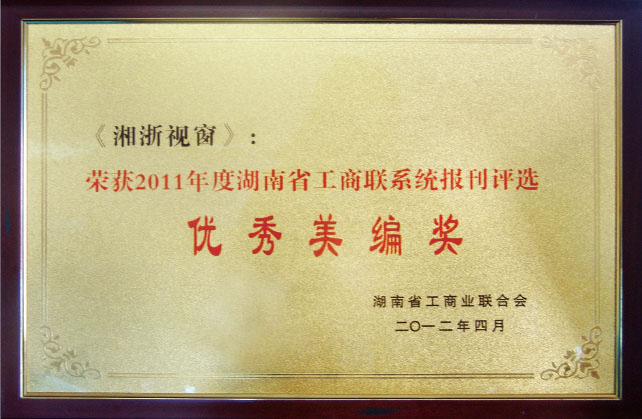 《湘浙视窗》:
荣获2011年度湖南省工商联系统报刊评选
优秀美编奖
湖南省工商业联合会
二〇一二年四月